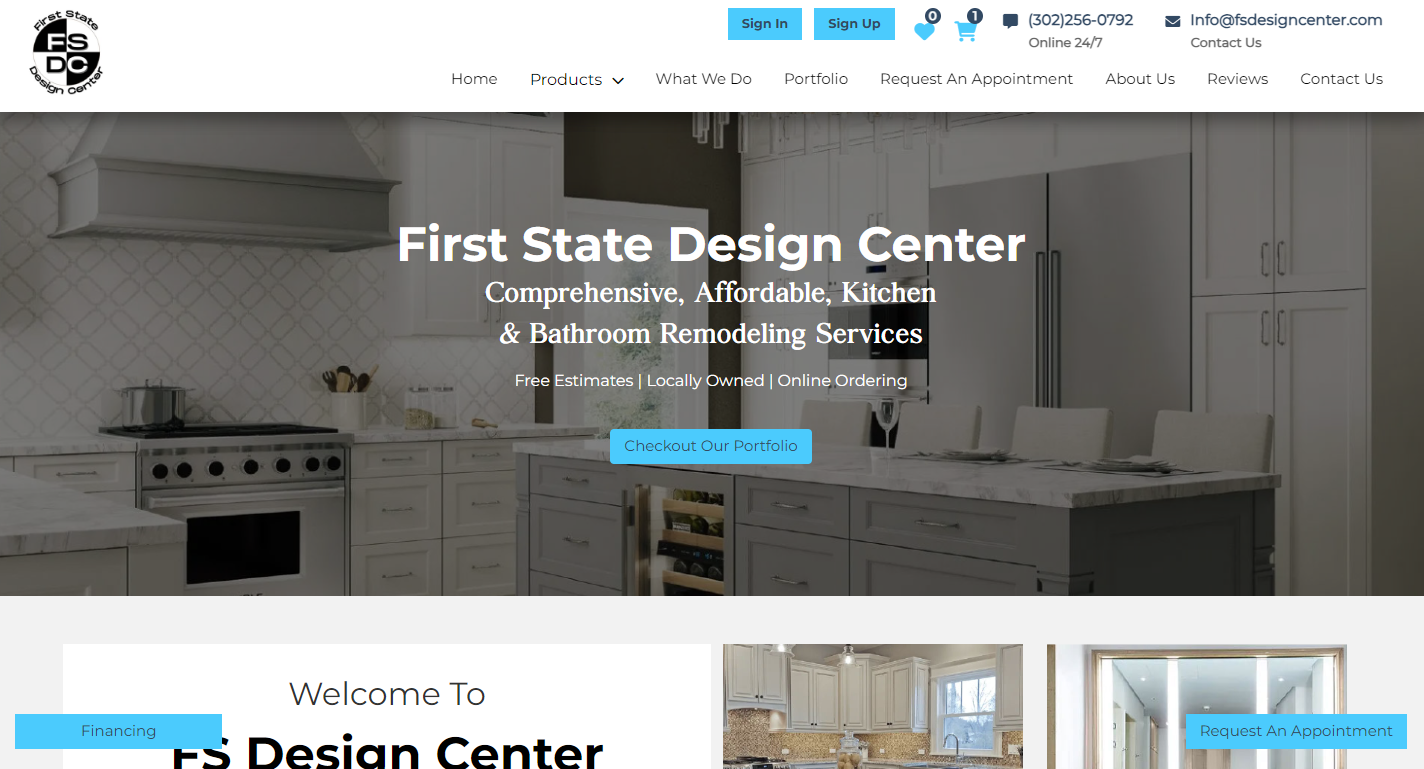 First State
FS
DC
Design Center
Sign In
Sign Up
0
1
(302)256-0792
Online 24/7
Info@fsdesigncenter.com
Contact Us
Home
Products
What We Do
Portfolio
Request An Appointment
About Us
Reviews
Contact Us
First State Design Center
Comprehensive, Affordable, Kitchen
& Bathroom Remodeling Services
Free Estimates | Locally Owned | Online Ordering
Checkout Our Portfolio
Welcome To
FS Design Center
Financing
Request An Appointment